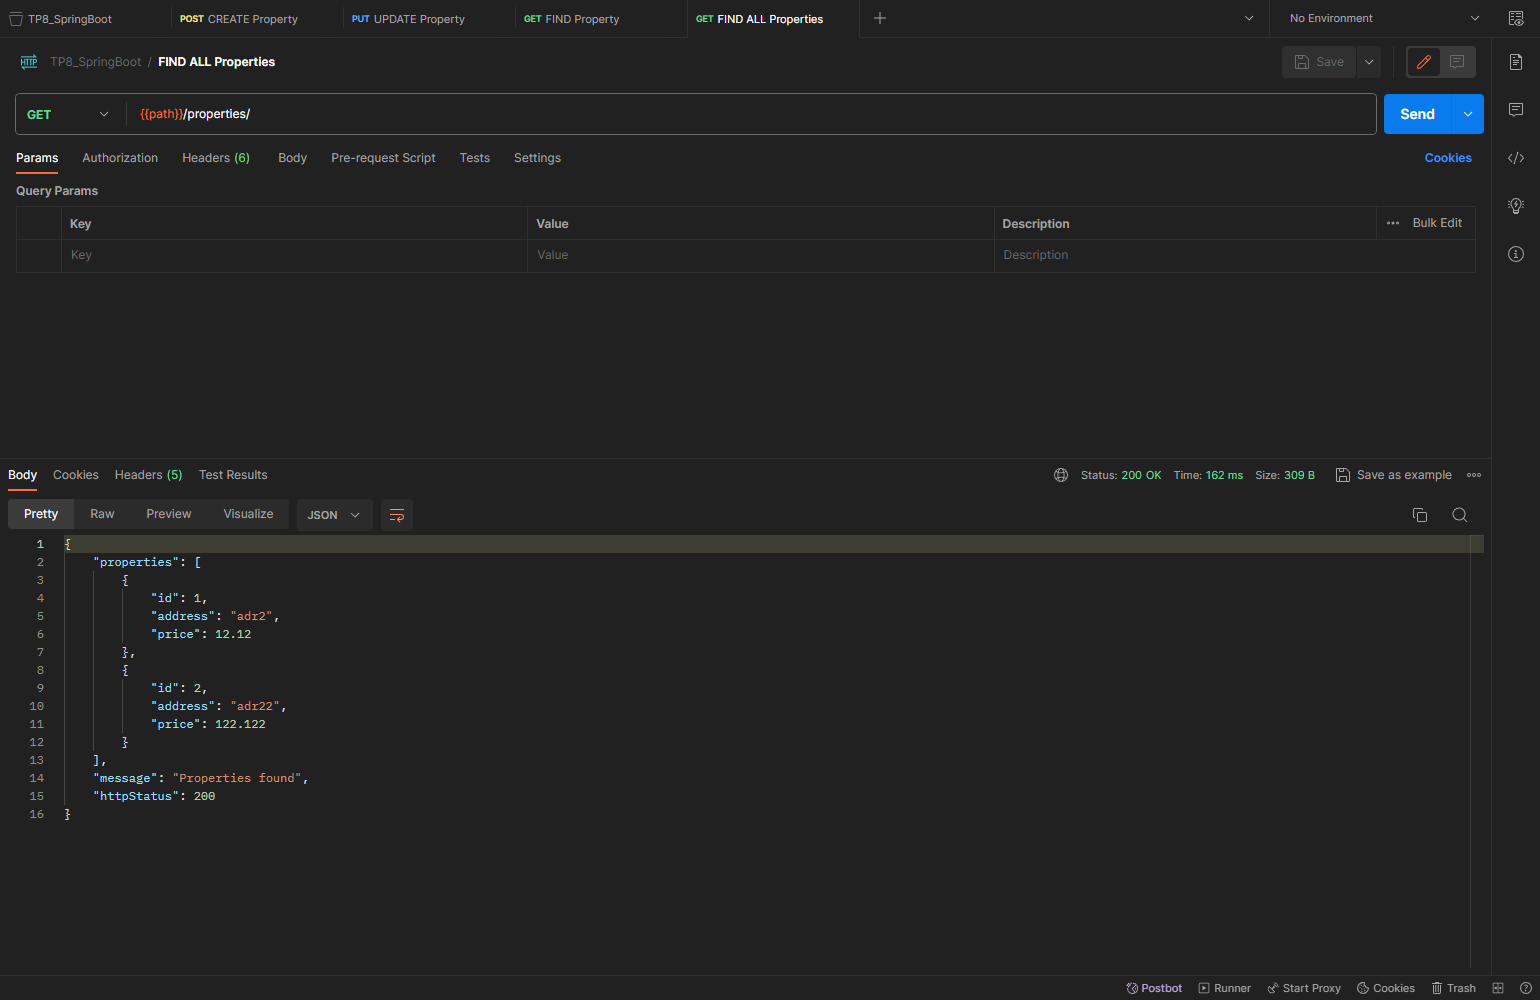 TP8_SpringBoot POST CREATE Property PUT UPDATE Property GET FIND Property GET FIND ALL Properties No Environment
HTTP TP8_SpringBoot / FIND ALL Properties Save
GET {{path}}/properties/ Send
Params Authorization Headers (6) Body Pre-request Script Tests Settings Cookies
Query Params
Key Value Description Bulk Edit
Key Value Description
Body Cookies Headers (5) Test Results Status: 200 OK Time: 162 ms Size: 309 B Save as example
Pretty Raw Preview Visualize JSON
1 {
2 "properties": [
3 {
4 "id": 1,
5 "address": "adr2",
6 "price": 12.12
7 },
8 {
9 "id": 2,
10 "address": "adr22",
11 "price": 122.122
12 }
13 ],
14 "message": "Properties found",
15 "httpStatus": 200
16 }
Postbot Runner Start Proxy Cookies Trash